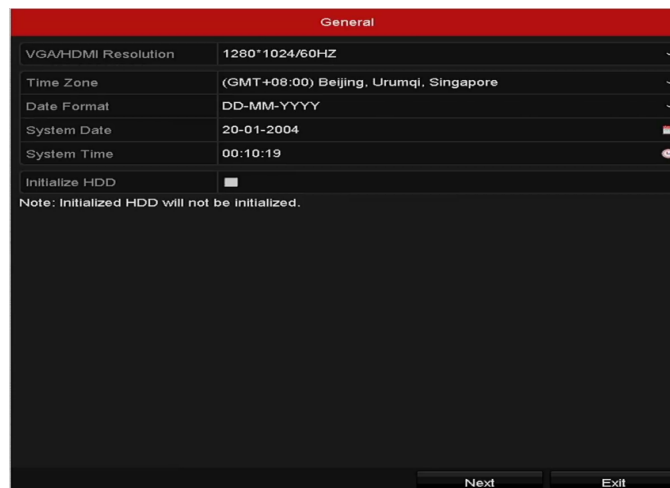 General
VGA/HDMI Resolution 1280*1024/60HZ
Time Zone (GMT+08:00) Beijing, Urumqi, Singapore
Date Format DD-MM-YYYY
System Date 20-01-2004
System Time 00:10:19
Initialize HDD
Note: Initialized HDD will not be initialized.
Next Exit